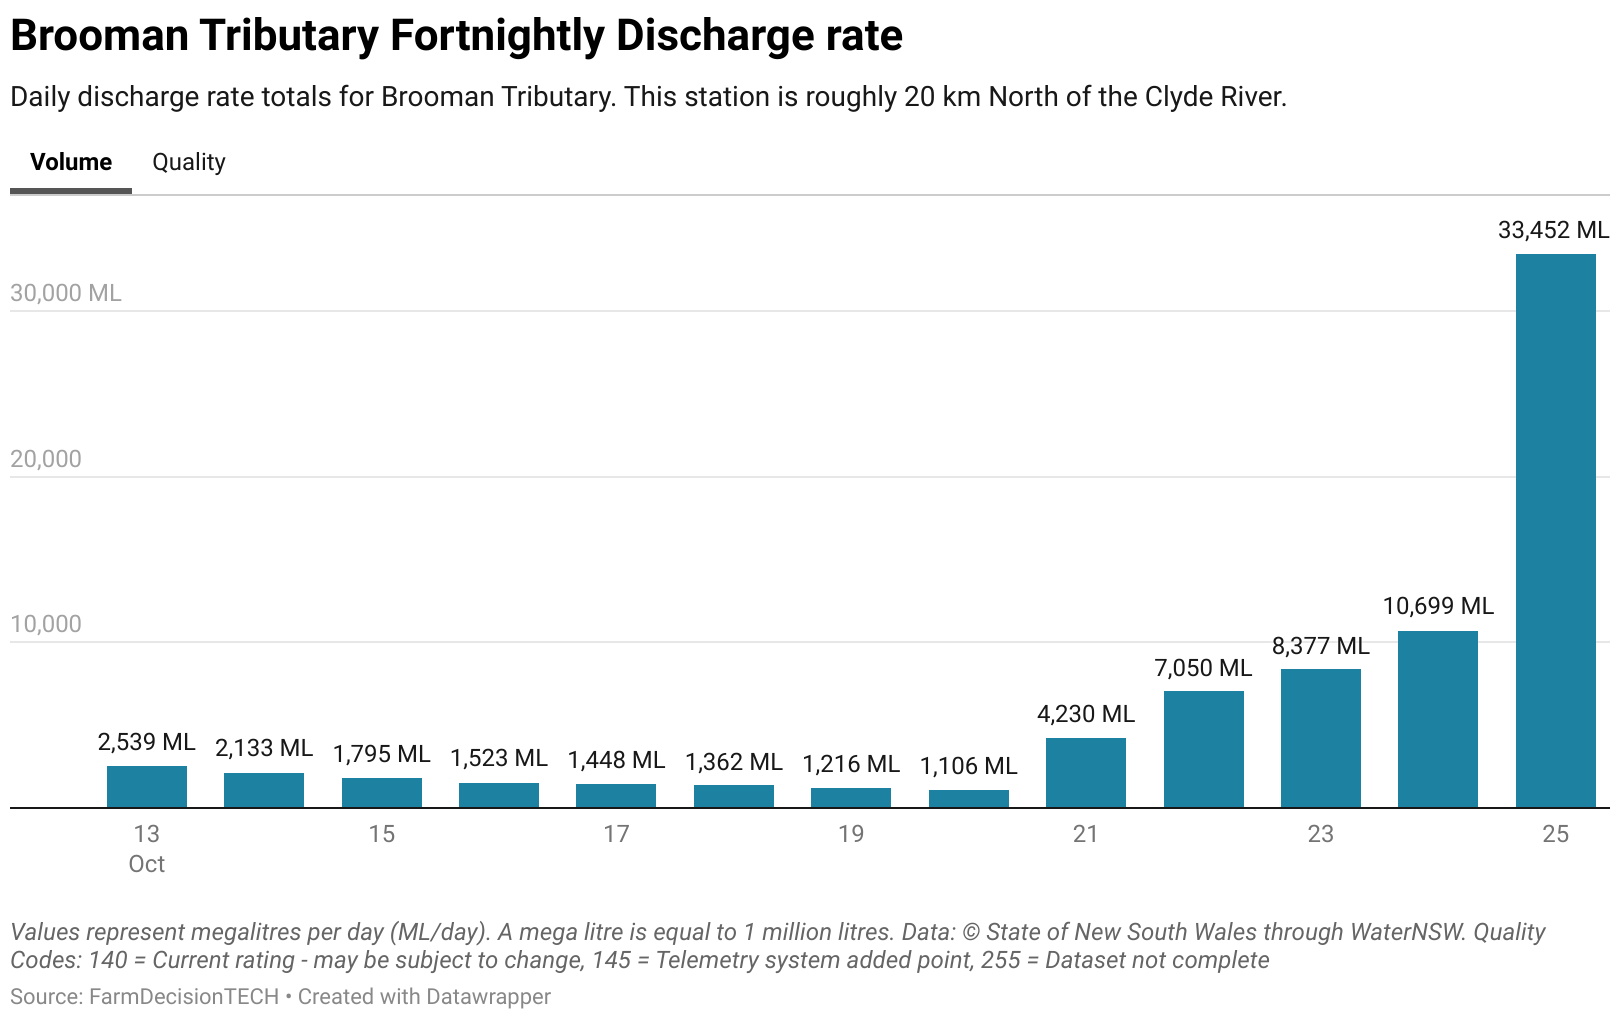 Brooman Tributary Fortnightly Discharge rate
Daily discharge rate totals for Brooman Tributary. This station is roughly 20 km North of the Clyde River.
Volume Quality
33,452 ML
30,000 ML
20,000
10,699 ML
10,000
8,377 ML
7,050 ML
4,230 ML
2,539 ML 2,133 ML 1,795 ML 1,523 ML 1,448 ML 1,362 ML 1,216 ML 1,106 ML
13 15 17 19 21 23 25
Oct
Values represent megalitres per day (ML/day). A mega litre is equal to 1 million litres. Data: © State of New South Wales through WaterNSW. Quality
Codes: 140 = Current rating - may be subject to change, 145 = Telemetry system added point, 255 = Dataset not complete
Source: FarmDecisionTECH • Created with Datawrapper